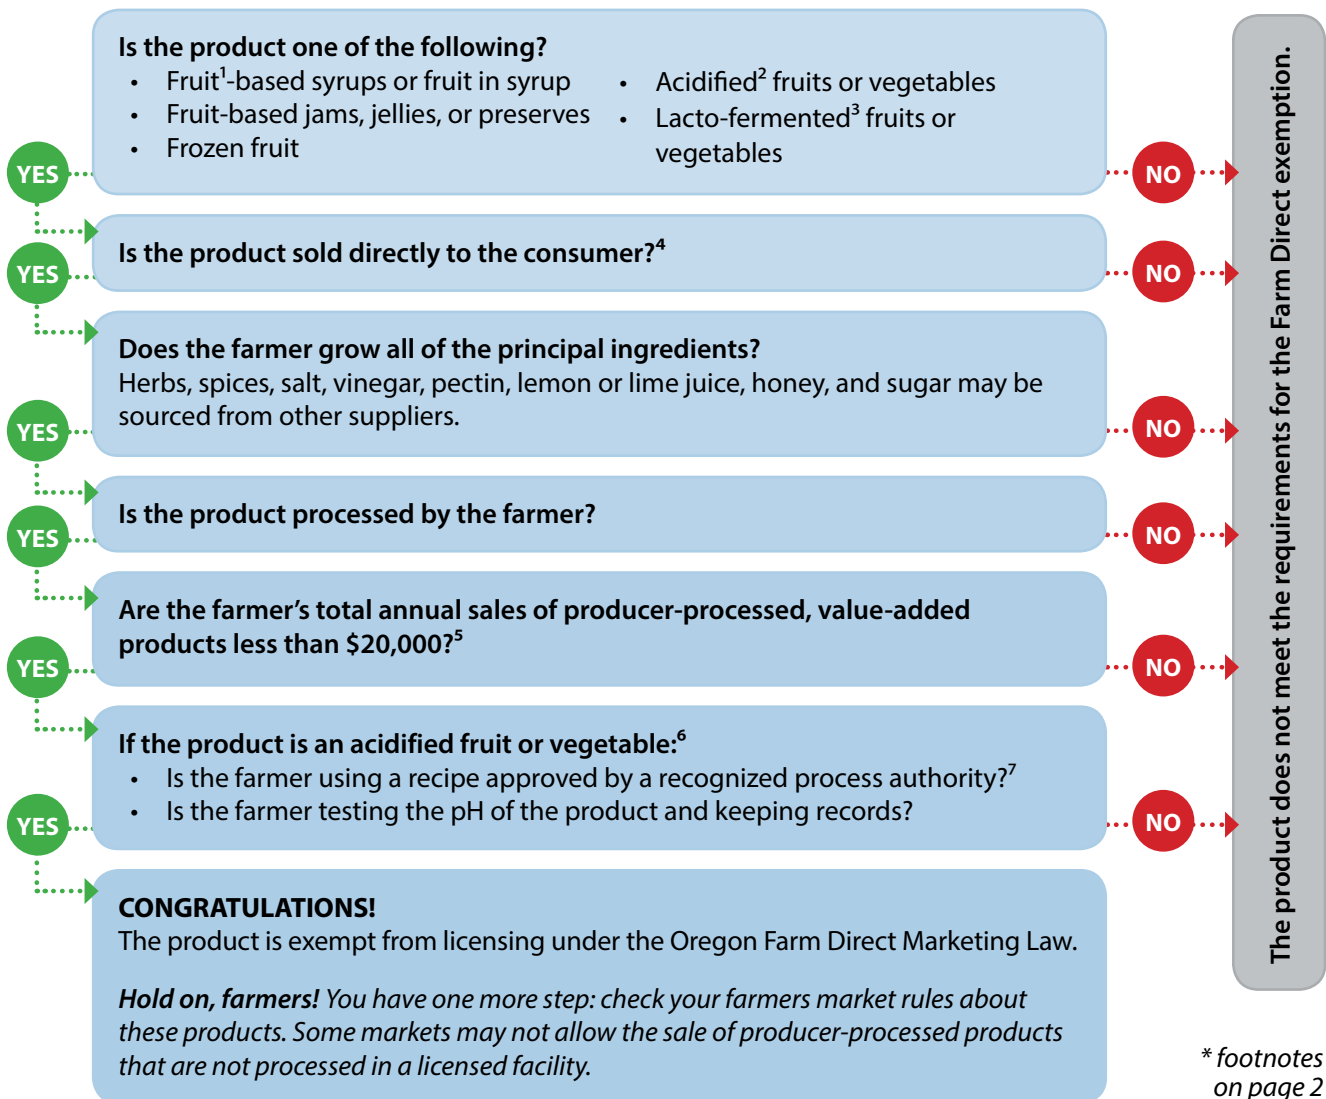 Is the product one of the following?
• Fruit¹-based syrups or fruit in syrup
• Fruit-based jams, jellies, or preserves
• Frozen fruit
• Acidified² fruits or vegetables
• Lacto-fermented³ fruits or
vegetables
YES
NO
Is the product sold directly to the consumer?⁴
YES
NO
Does the farmer grow all of the principal ingredients?
Herbs, spices, salt, vinegar, pectin, lemon or lime juice, honey, and sugar may be
sourced from other suppliers.
YES
NO
Is the product processed by the farmer?
YES
NO
Are the farmer’s total annual sales of producer-processed, value-added
products less than $20,000?⁵
YES
NO
If the product is an acidified fruit or vegetable:⁶
• Is the farmer using a recipe approved by a recognized process authority?⁷
• Is the farmer testing the pH of the product and keeping records?
YES
NO
CONGRATULATIONS!
The product is exempt from licensing under the Oregon Farm Direct Marketing Law.
Hold on, farmers! You have one more step: check your farmers market rules about
these products. Some markets may not allow the sale of producer-processed products
that are not processed in a licensed facility.
The product does not meet the requirements for the Farm Direct exemption.
* footnotes
on page 2